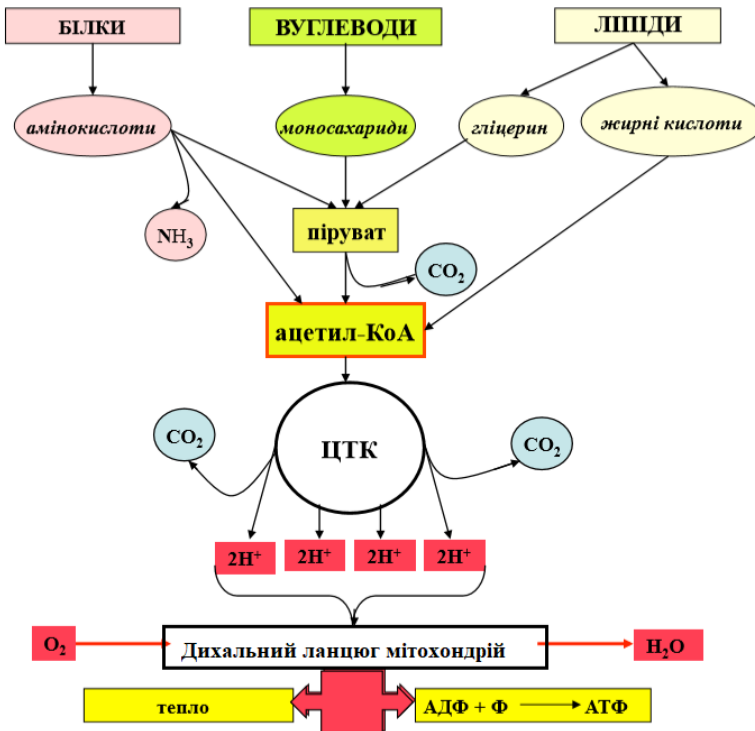 БІЛКИ
ВУГЛЕВОДИ
ЛІПІДИ
амінокислоти
моносахариди
гліцерин
жирні кислоти
NH₃
піруват
CO₂
ацетил-КоА
CO₂
ЦТК
CO₂
2H⁺
2H⁺
2H⁺
2H⁺
O₂
Дихальний ланцюг мітохондрій
H₂O
тепло
АДФ + Ф → АТФ